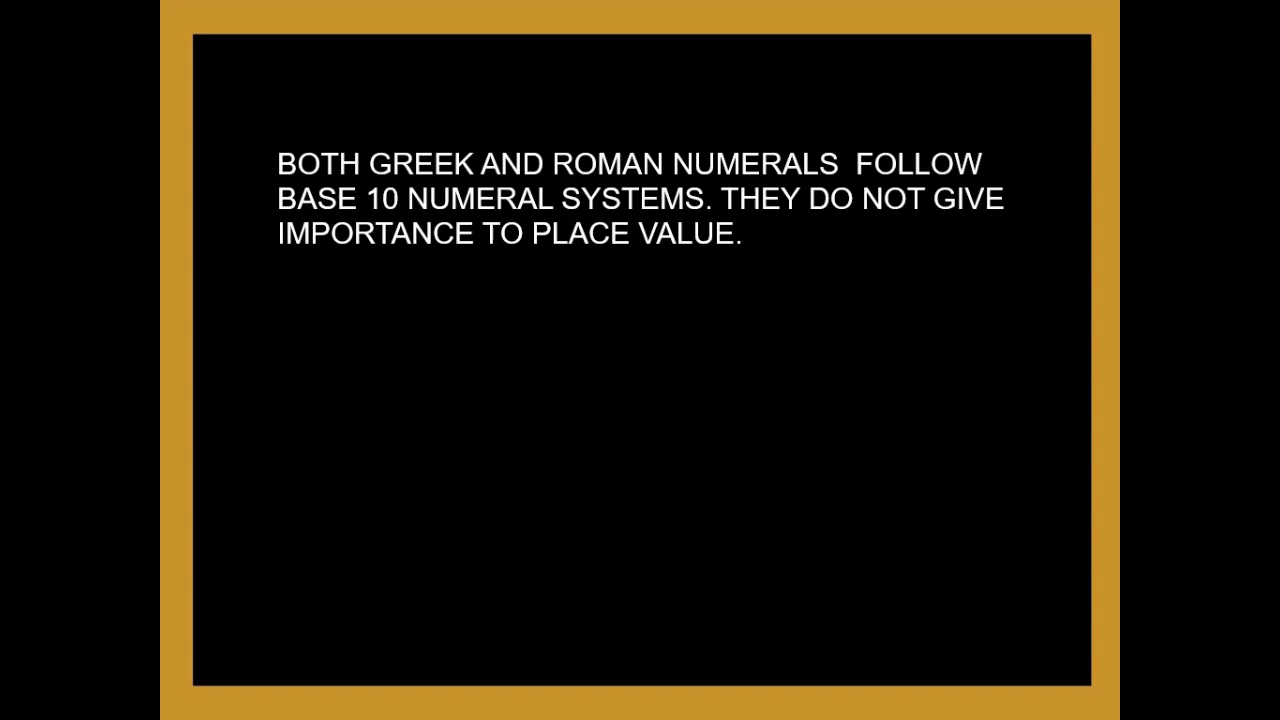 BOTH GREEK AND ROMAN NUMERALS  FOLLOW
BASE 10 NUMERAL SYSTEMS. THEY DO NOT GIVE
IMPORTANCE TO PLACE VALUE.